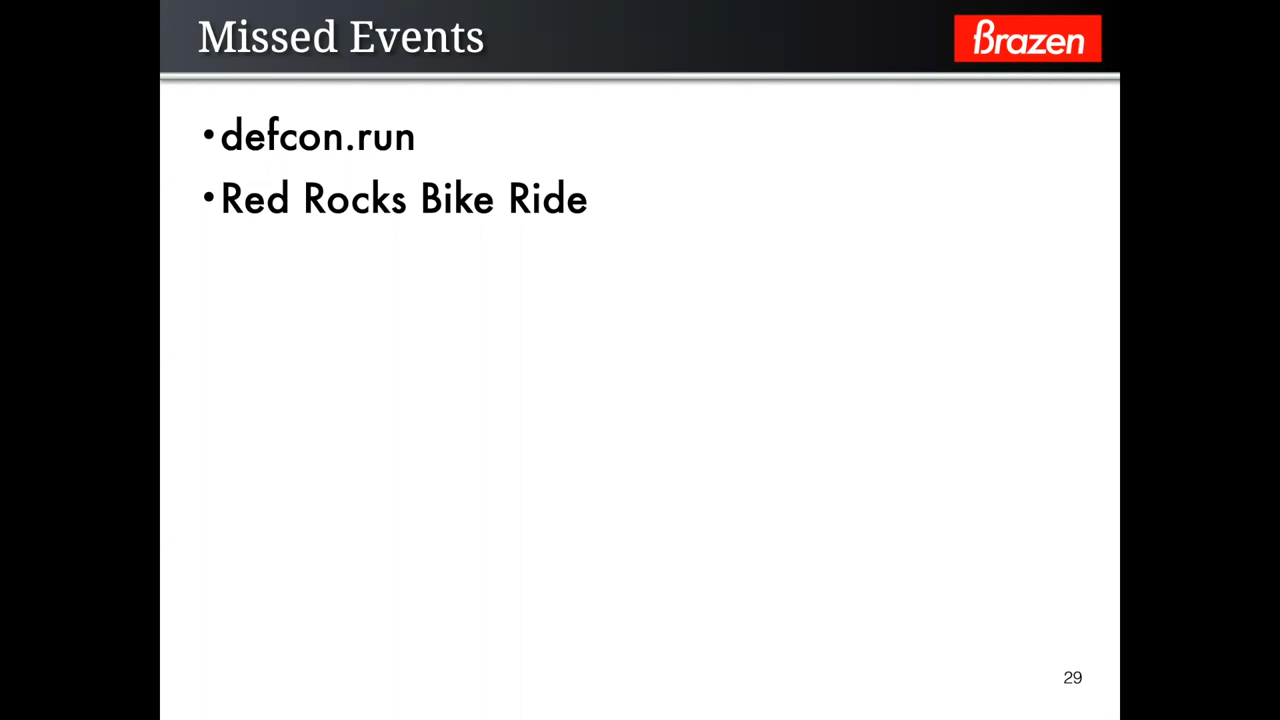 Missed Events
Brazen
•defcon.run
•Red Rocks Bike Ride
29